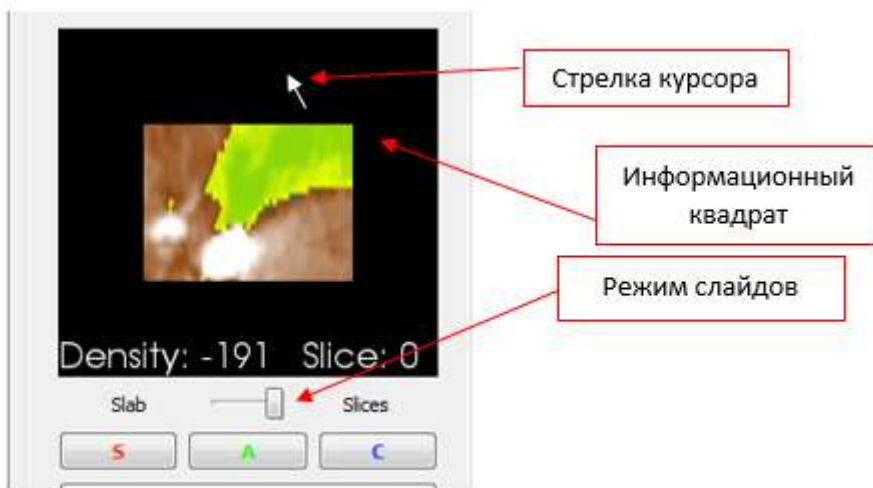 Стрелка курсора
Информационный
квадрат
Режим слайдов
Density: -191 Slice: 0
Slab Slices
S A C